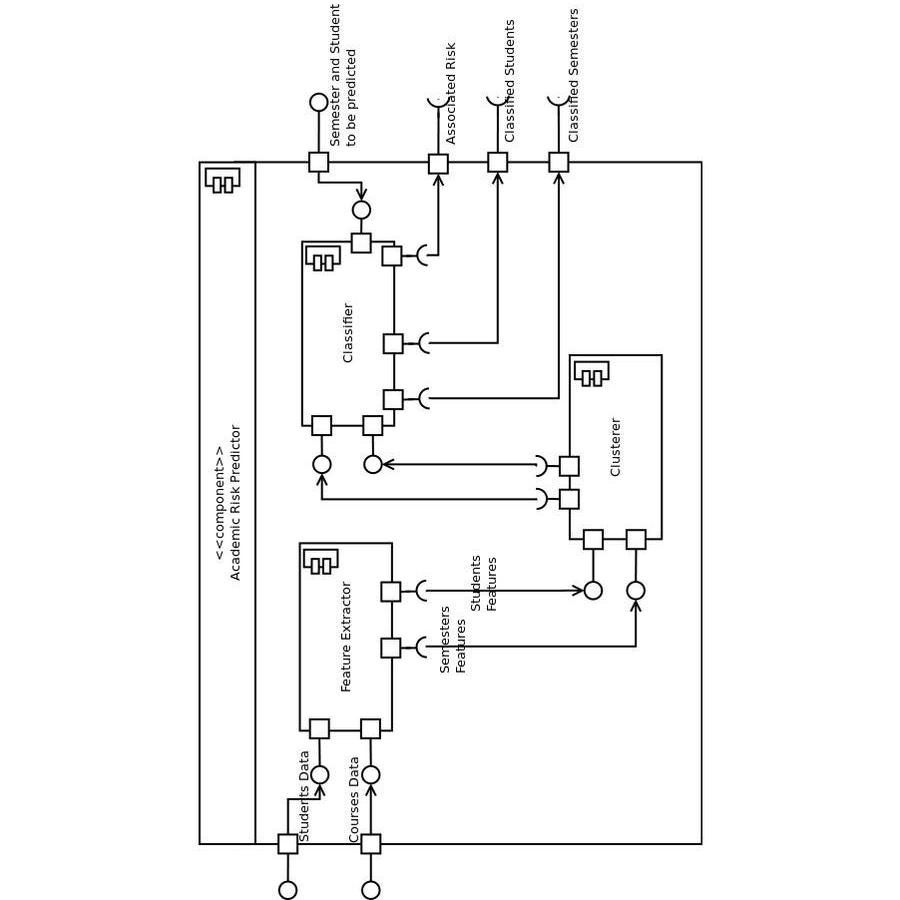 <<component>>
Academic Risk Predictor
Students Data
Courses Data
Feature Extractor
Semesters
Features
Students
Features
Clusterer
Classifier
Semester and Student
to be predicted
Associated Risk
Classified Students
Classified Semesters